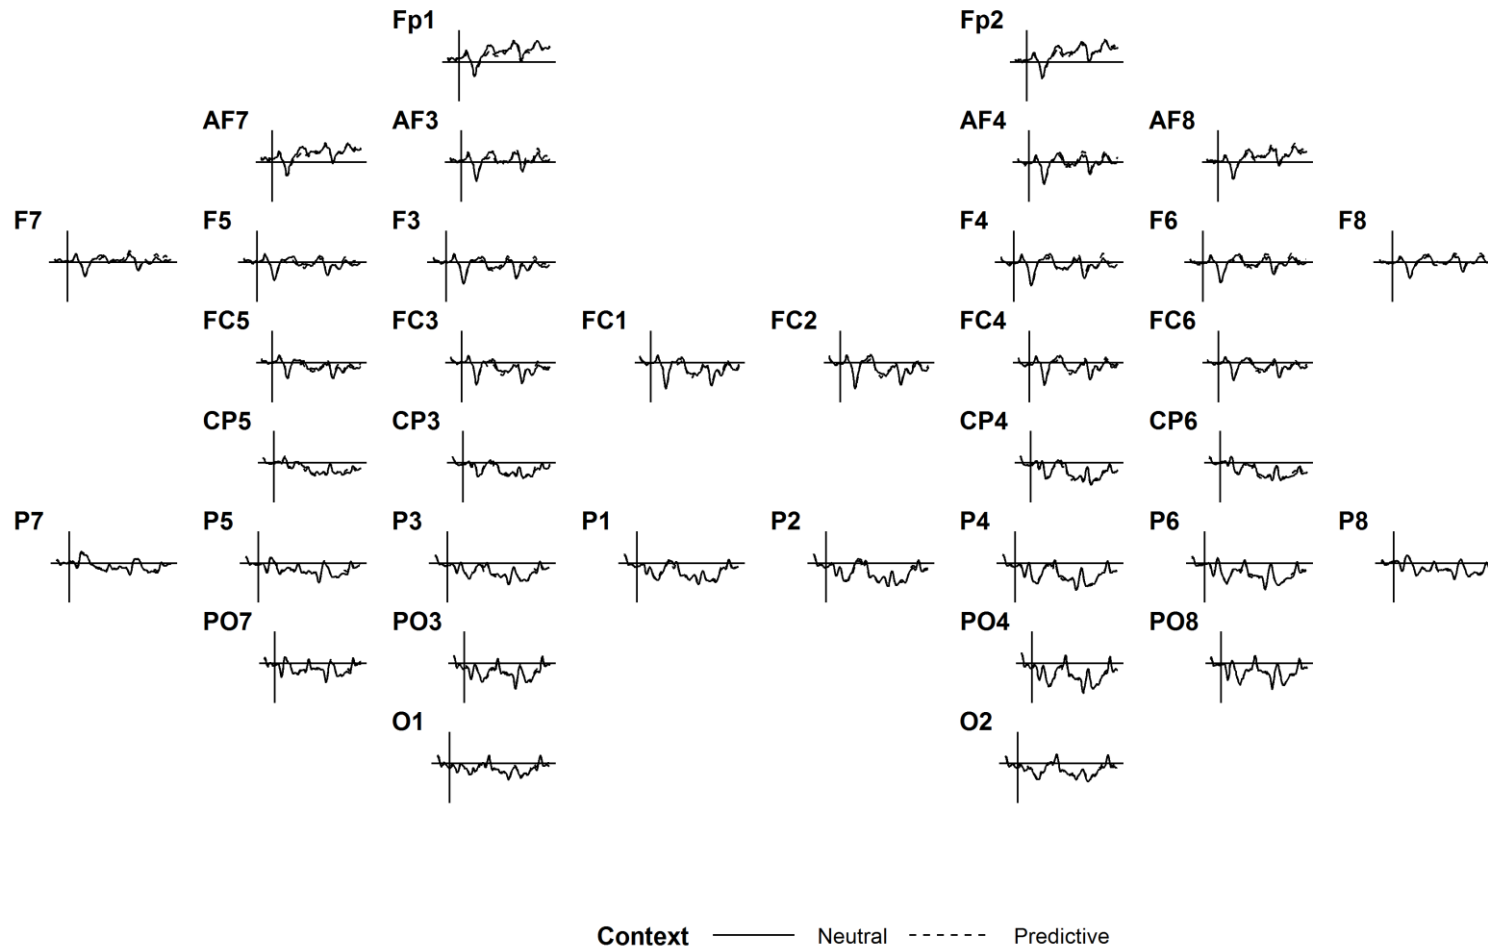 Fp1 Fp2
AF7 AF3 AF4 AF8
F7 F5 F3 F4 F6 F8
FC5 FC3 FC1 FC2 FC4 FC6
CP5 CP3 CP4 CP6
P7 P5 P3 P1 P2 P4 P6 P8
PO7 PO3 PO4 PO8
O1 O2
Context Neutral Predictive